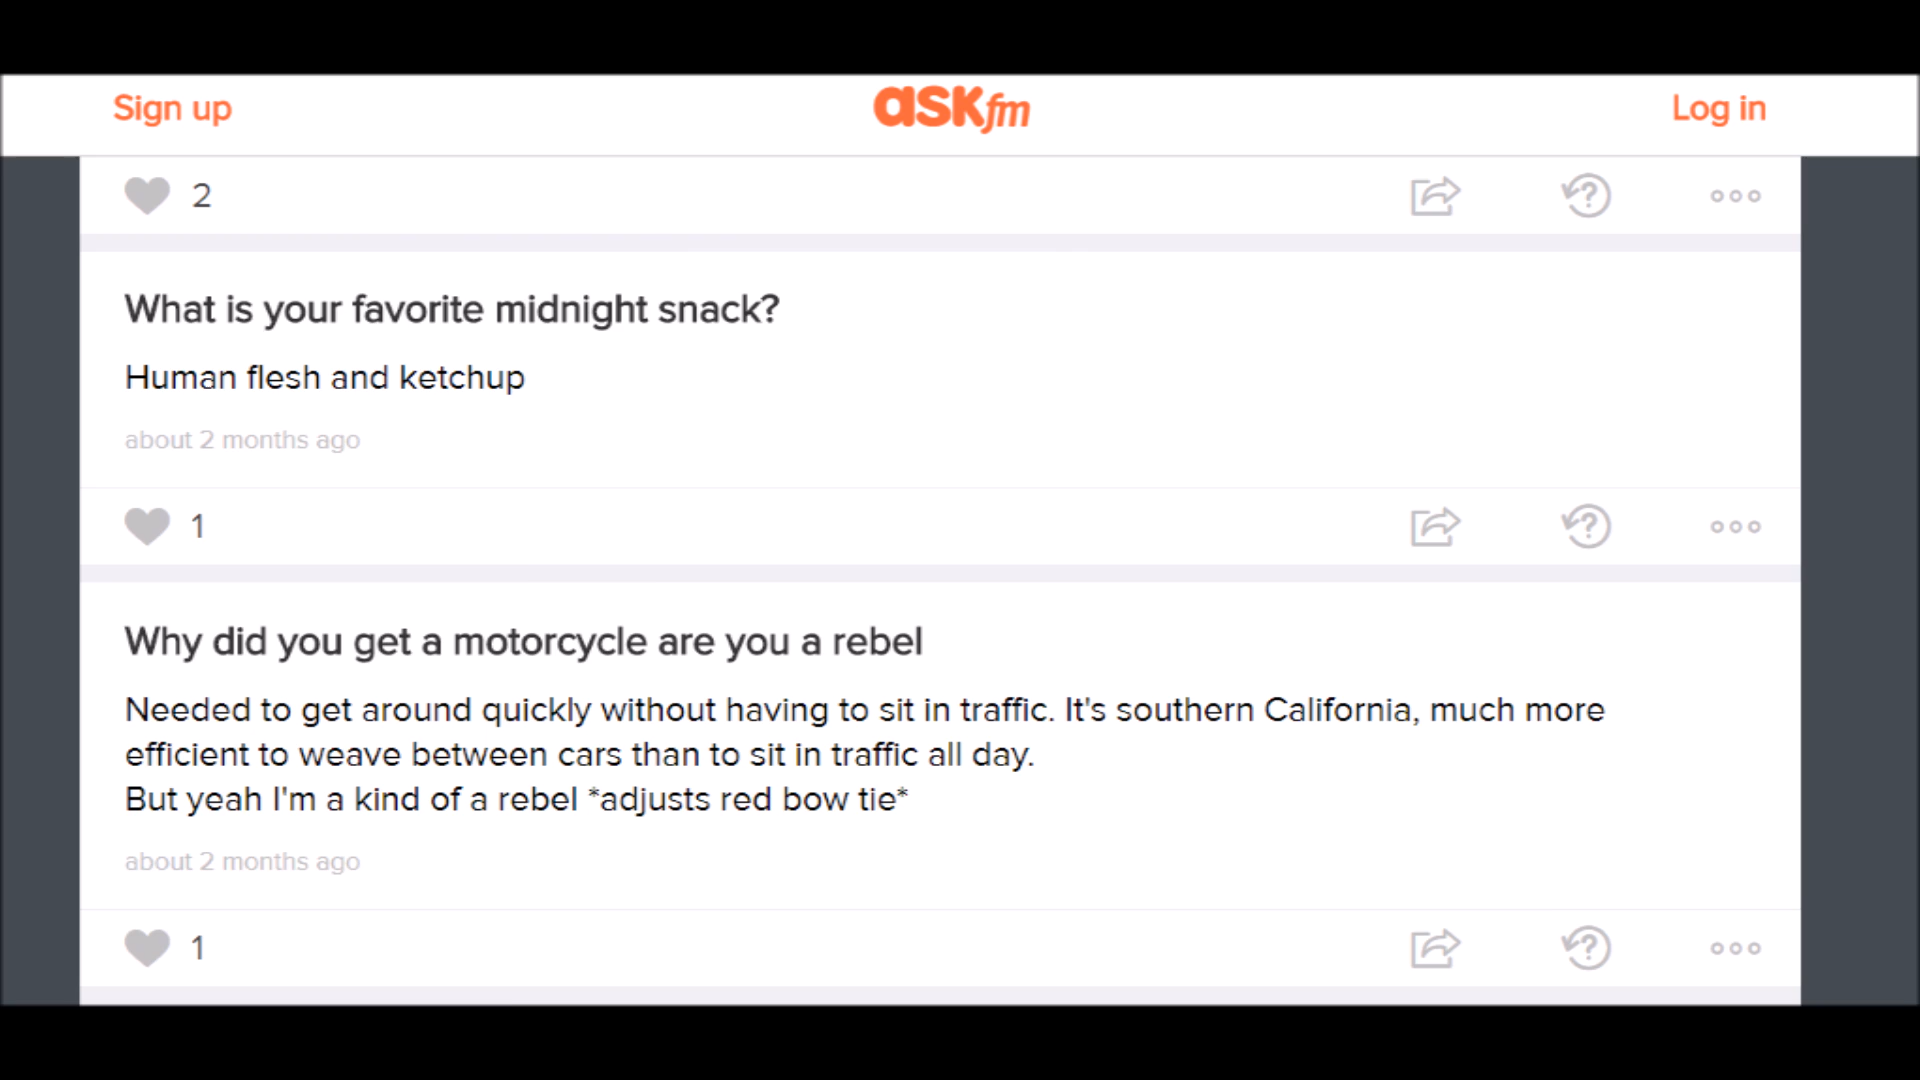 Sign up
ASKfm
Log in
2
What is your favorite midnight snack?
Human flesh and ketchup
about 2 months ago
1
Why did you get a motorcycle are you a rebel
Needed to get around quickly without having to sit in traffic. It's southern California, much more
efficient to weave between cars than to sit in traffic all day.
But yeah I'm a kind of a rebel *adjusts red bow tie*
about 2 months ago
1